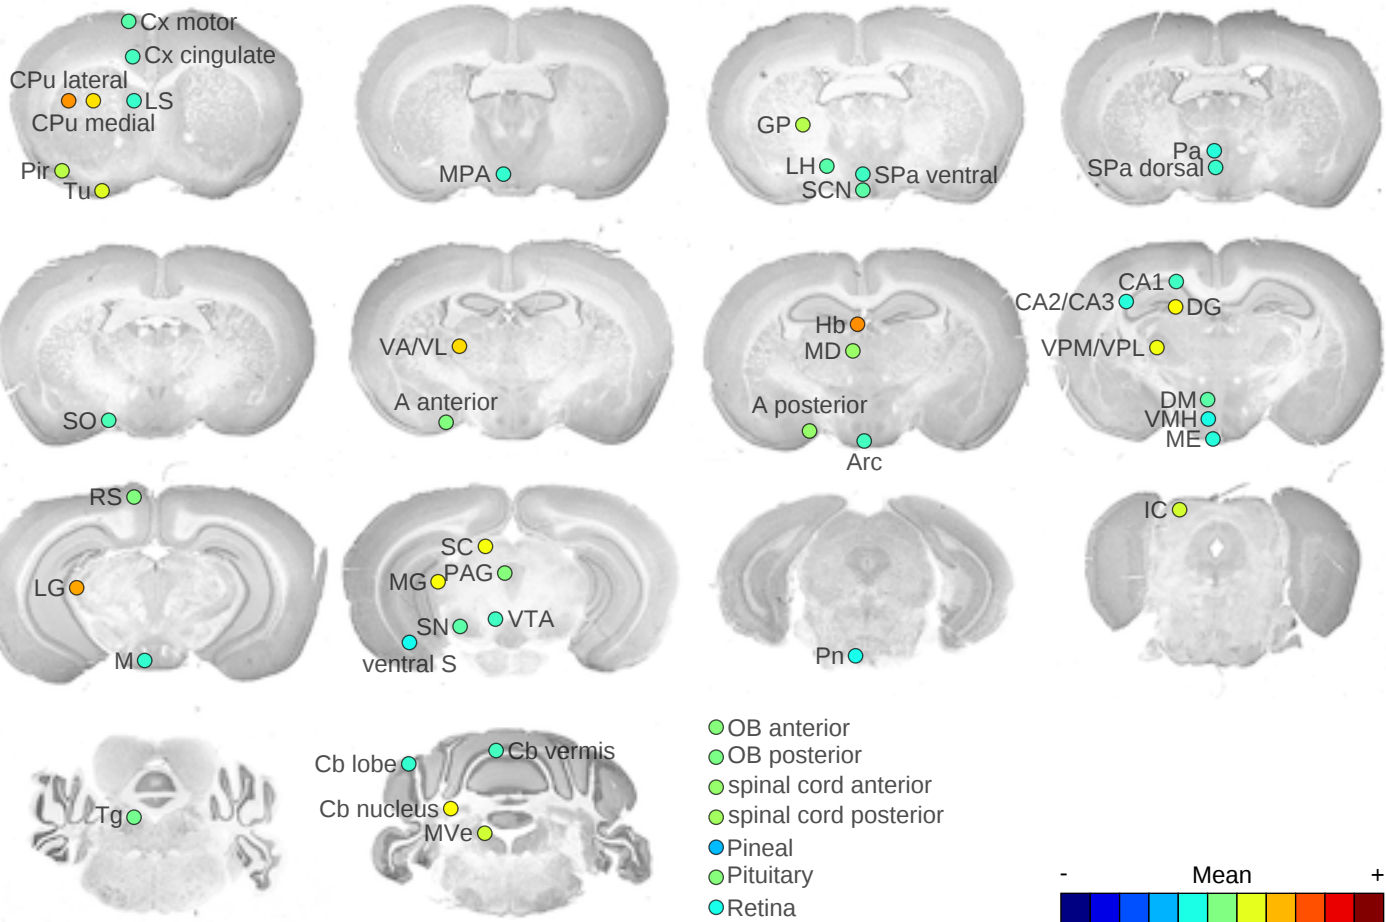 Cx motor
Cx cingulate
CPu lateral
LS
CPu medial
Pir
Tu
MPA
GP
LH
SPa ventral
SCN
Pa
SPa dorsal
SO
VA/VL
A anterior
Hb
MD
A posterior
Arc
CA1
CA2/CA3
DG
VPM/VPL
DM
VMH
ME
RS
LG
M
SC
PAG
MG
VTA
SN
ventral S
Pn
IC
Tg
Cb vermis
Cb lobe
Cb nucleus
MVe
OB anterior
OB posterior
spinal cord anterior
spinal cord posterior
Pineal
Pituitary
Retina
- Mean +